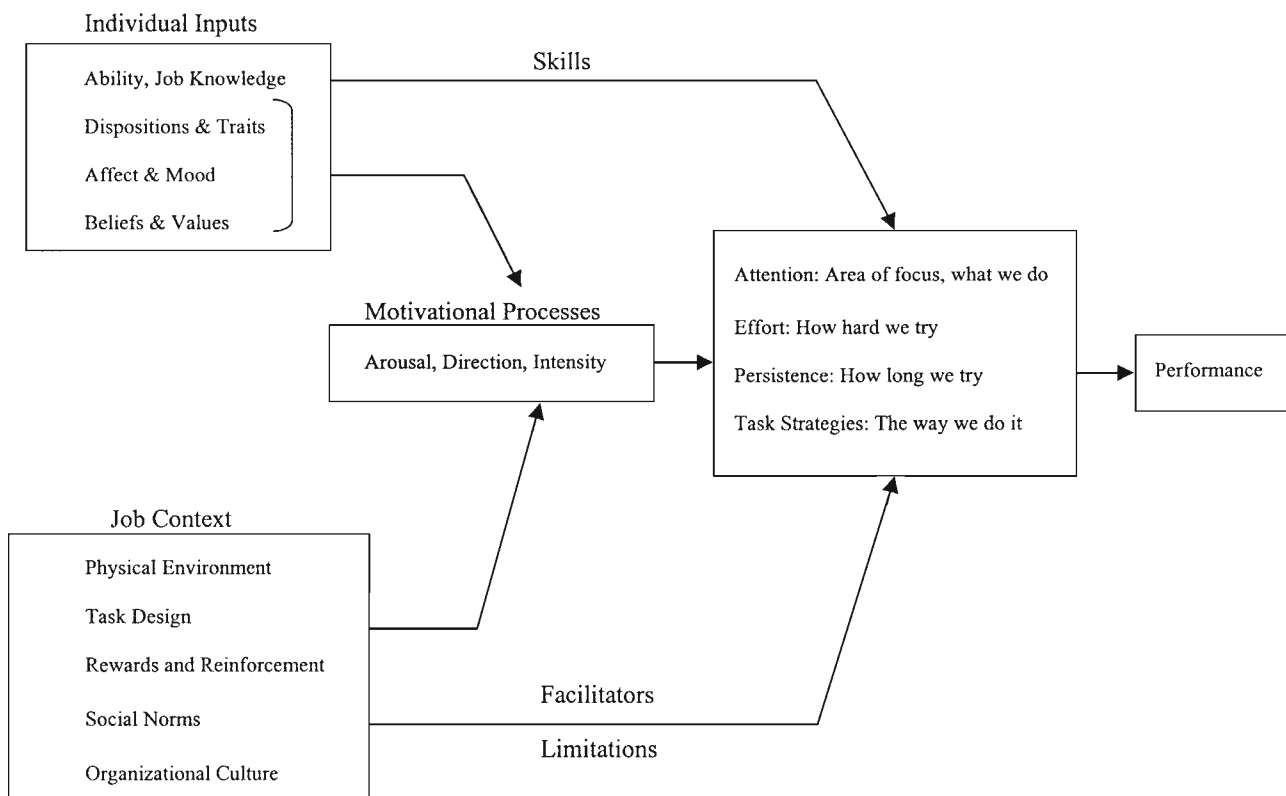 Individual Inputs
Ability, Job Knowledge
Dispositions & Traits
Affect & Mood
Beliefs & Values
Skills
Motivational Processes
Arousal, Direction, Intensity
Attention: Area of focus, what we do
Effort: How hard we try
Persistence: How long we try
Task Strategies: The way we do it
Performance
Job Context
Physical Environment
Task Design
Rewards and Reinforcement
Social Norms
Organizational Culture
Facilitators
Limitations